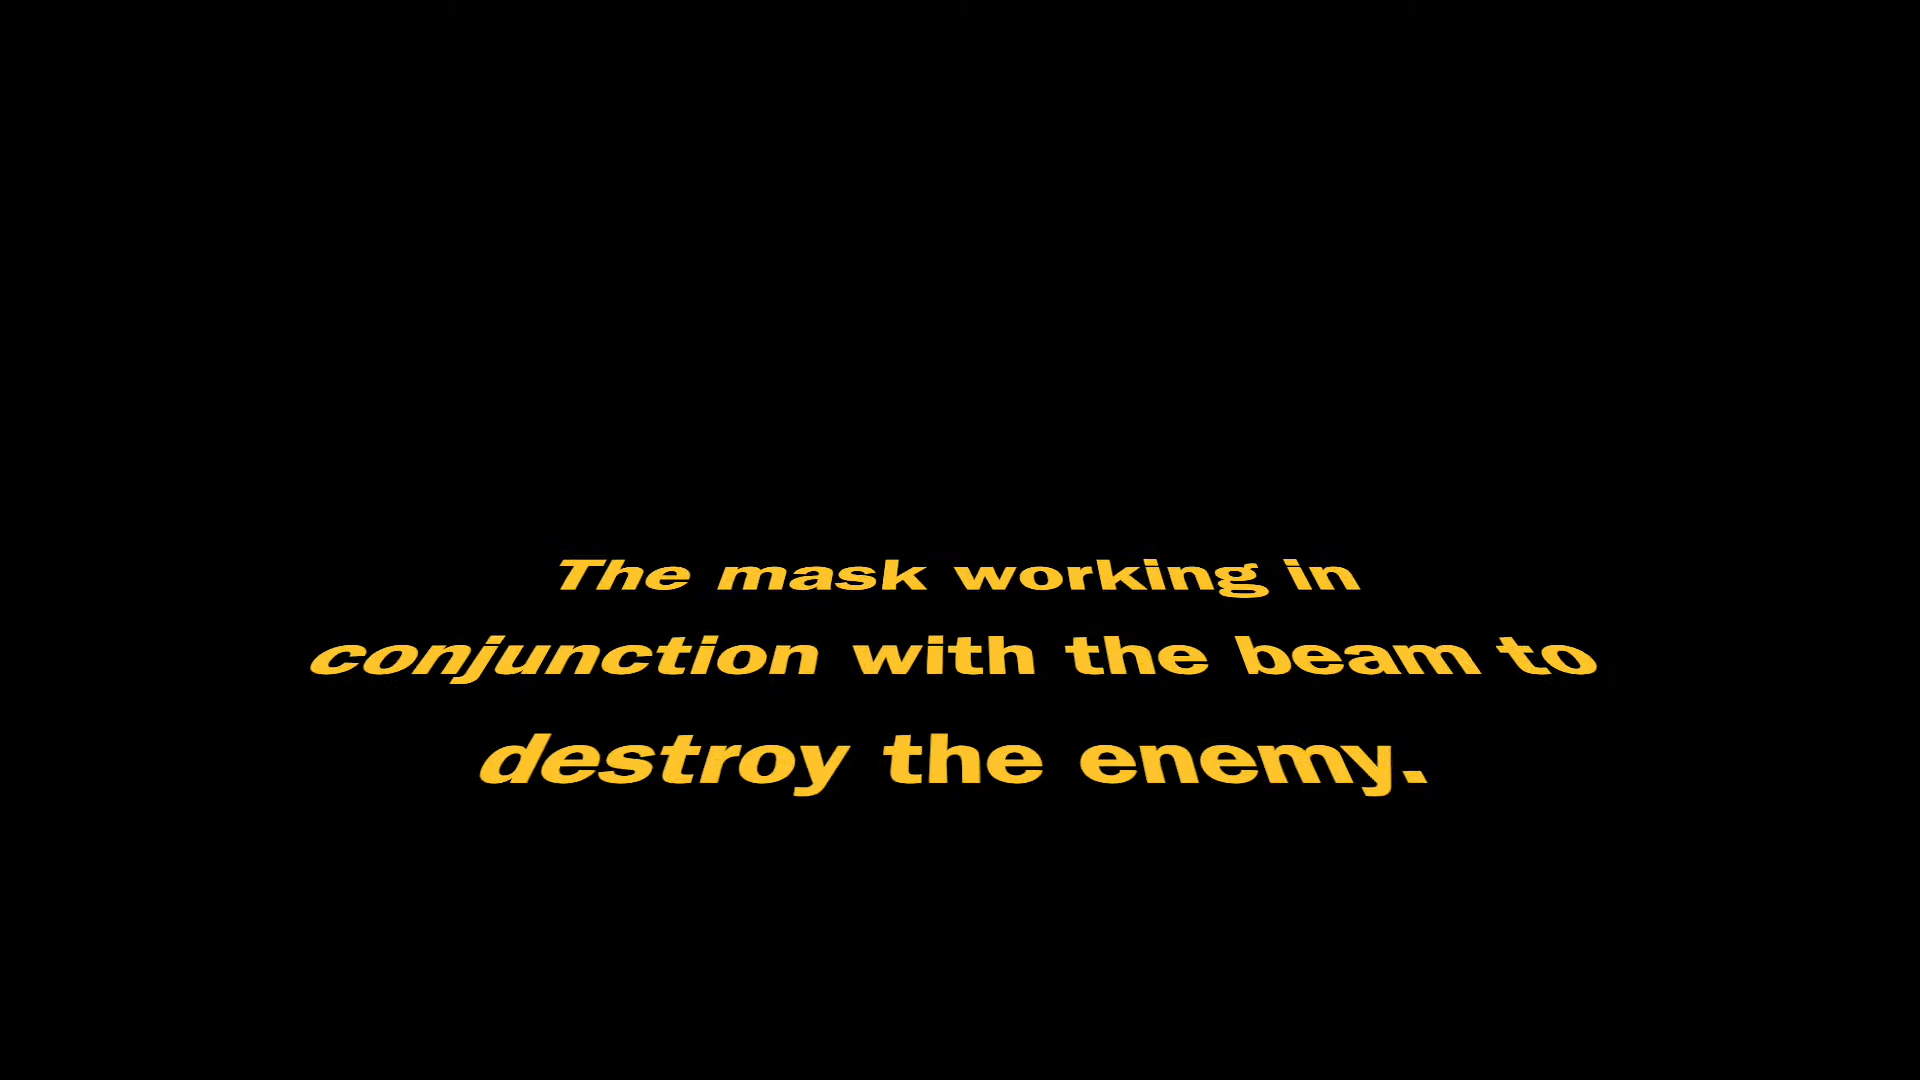 The mask working in
conjunction with the beam to
destroy the enemy.